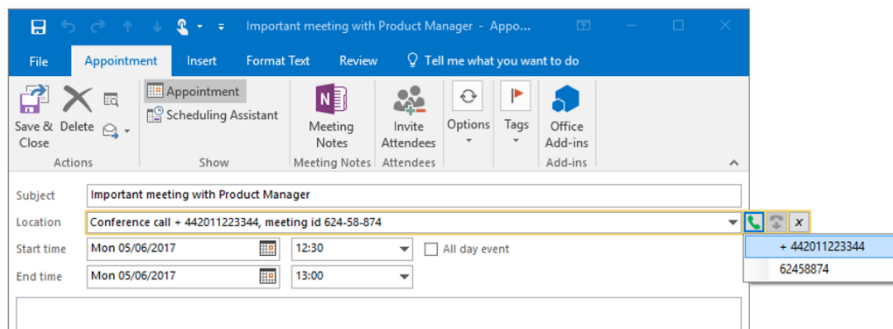 Important meeting with Product Manager - Appo...
File Appointment Insert Format Text Review Tell me what you want to do
Save & Close
Delete
Actions
Appointment
Scheduling Assistant
Show
Meeting Notes
Meeting Notes
Invite Attendees
Attendees
Options
Tags
Office Add-ins
Add-ins
Subject Important meeting with Product Manager
Location Conference call + 442011223344, meeting id 624-58-874 x
Start time Mon 05/06/2017 12:30 All day event
End time Mon 05/06/2017 13:00
+ 442011223344
62458874